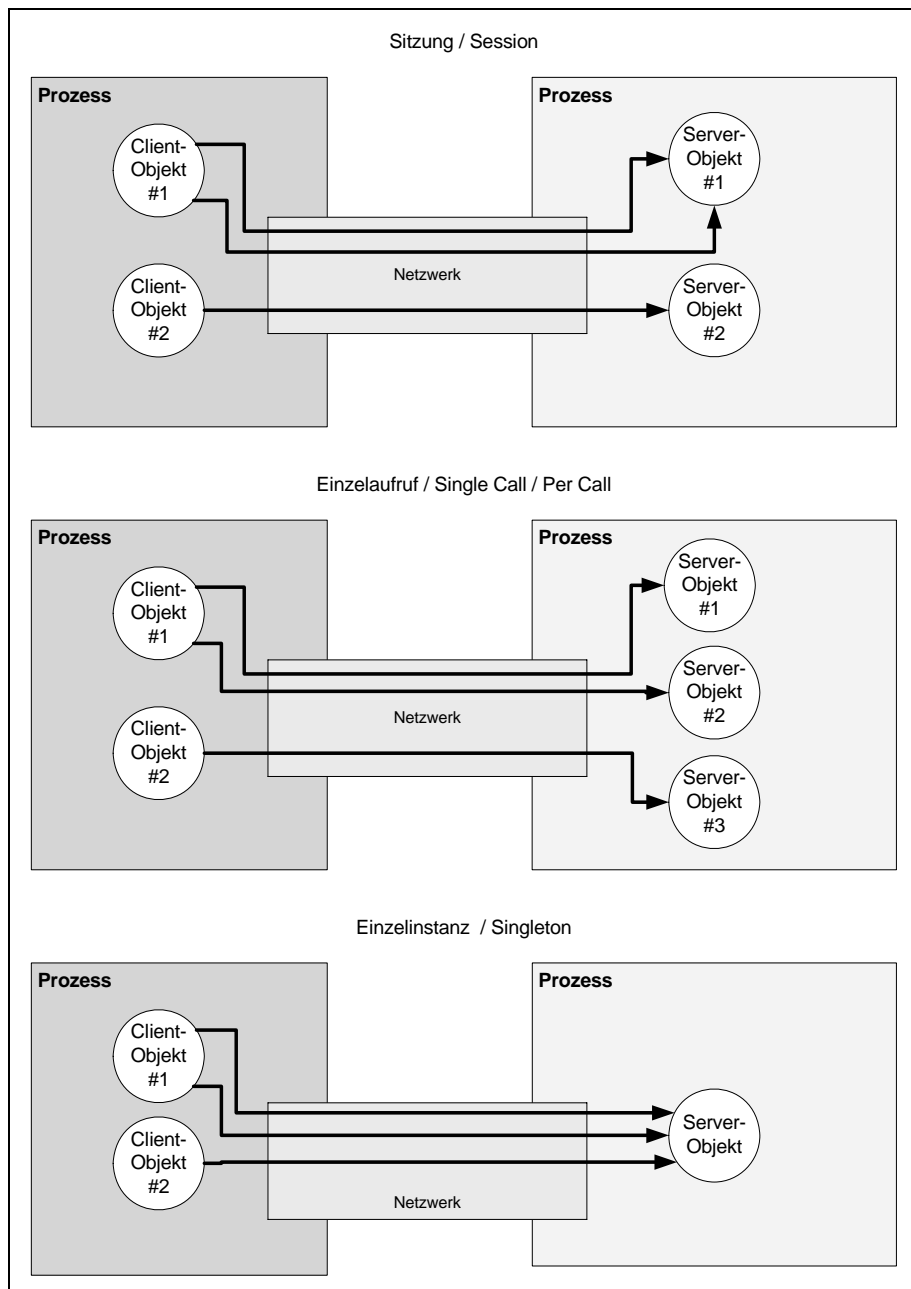 Sitzung / Session
Prozess
Prozess
Client-
Objekt
#1
Server-
Objekt
#1
Netzwerk
Client-
Objekt
#2
Server-
Objekt
#2
Einzelaufruf / Single Call / Per Call
Prozess
Prozess
Client-
Objekt
#1
Server-
Objekt
#1
Server-
Objekt
#2
Netzwerk
Client-
Objekt
#2
Server-
Objekt
#3
Einzelinstanz / Singleton
Prozess
Prozess
Client-
Objekt
#1
Server-
Objekt
Client-
Objekt
#2
Netzwerk